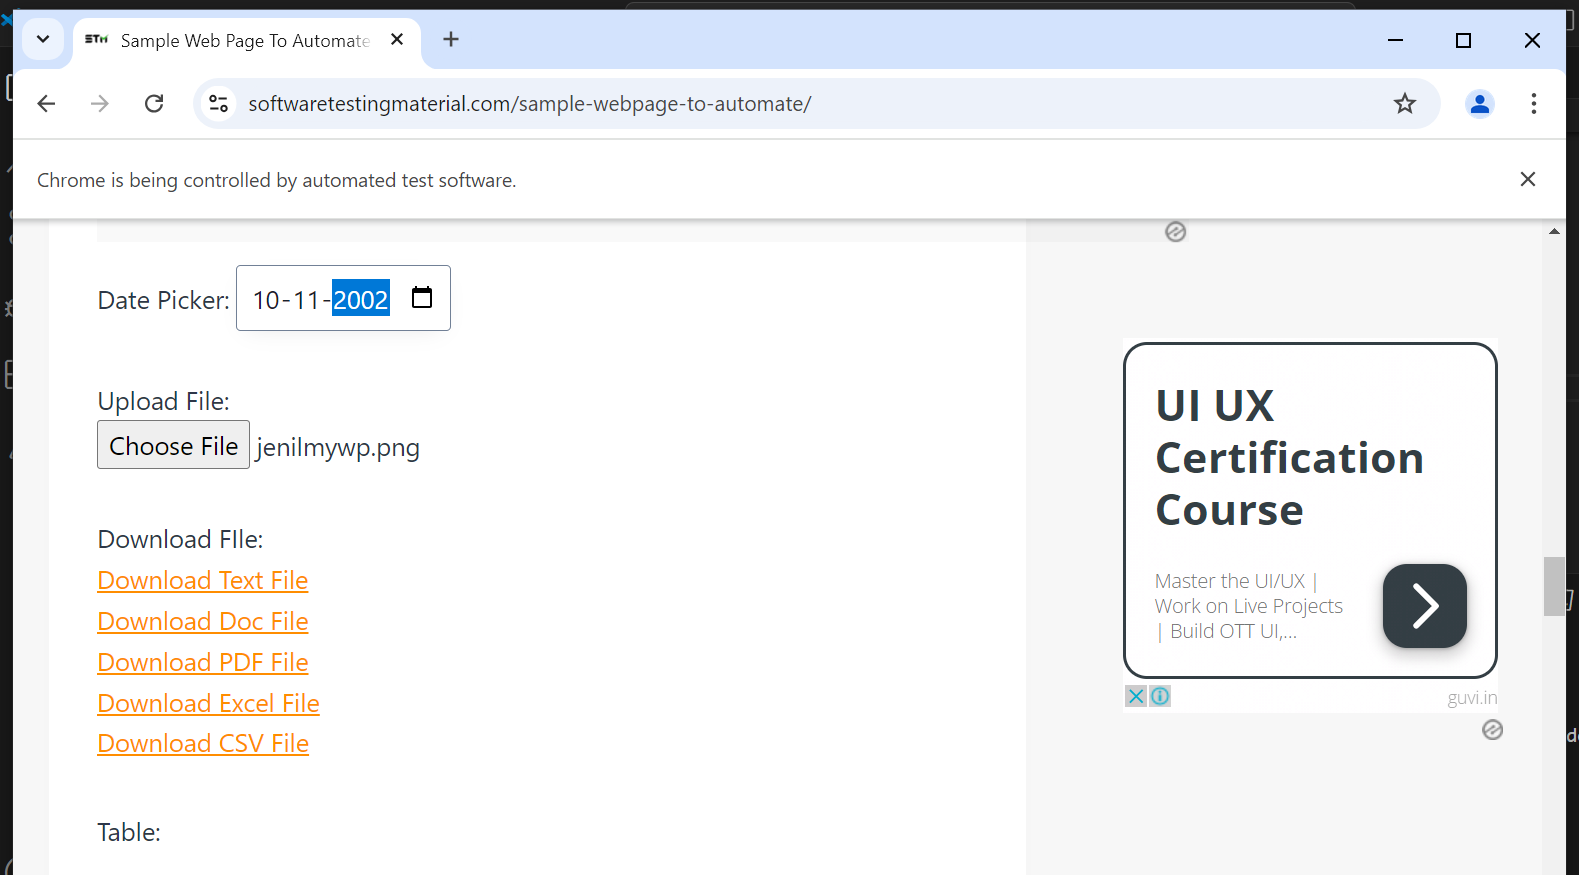 STM Sample Web Page To Automate
softwaretestingmaterial.com/sample-webpage-to-automate/
Chrome is being controlled by automated test software.
Date Picker: 10-11-2002
Upload File:
Choose File jenilmywp.png
Download FIle:
Download Text File
Download Doc File
Download PDF File
Download Excel File
Download CSV File
Table:
UI UX
Certification
Course
Master the UI/UX |
Work on Live Projects
| Build OTT UI,...
guvi.in